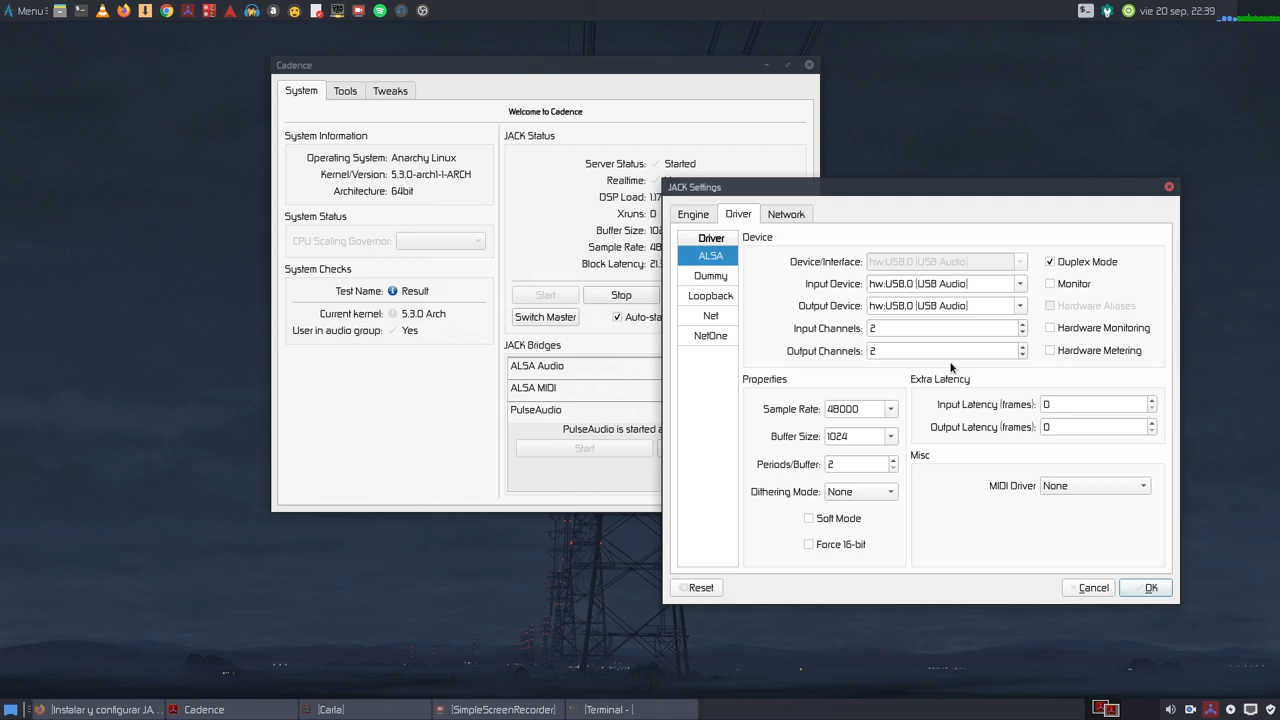 Menu
vie 20 sep, 22:39
Cadence
System Tools Tweaks
Welcome to Cadence
System Information
Operating System: Anarchy Linux
Kernel/Version: 5.3.0-arch1-1-ARCH
Architecture: 64bit
System Status
CPU Scaling Governor:
System Checks
Test Name: Result
Current kernel: 5.3.0 Arch
User in audio group: Yes
JACK Status
Server Status: Started
Realtime:
DSP Load: 1.17
Xruns: 0
Buffer Size: 102
Sample Rate: 48
Block Latency: 21.
Start Stop
Switch Master Auto-sta
JACK Bridges
ALSA Audio
ALSA MIDI
PulseAudio
PulseAudio is started a
Start
JACK Settings
Engine Driver Network
Driver
ALSA
Dummy
Loopback
Net
NetOne
Device
Device/Interface: hw:USB,0 [USB Audio] Duplex Mode
Input Device: hw:USB,0 [USB Audio] Monitor
Output Device: hw:USB,0 [USB Audio] Hardware Aliases
Input Channels: 2 Hardware Monitoring
Output Channels: 2 Hardware Metering
Properties
Sample Rate: 48000
Buffer Size: 1024
Periods/Buffer: 2
Dithering Mode: None
Soft Mode
Force 16-bit
Extra Latency
Input Latency (frames): 0
Output Latency (frames): 0
Misc
MIDI Driver None
Reset Cancel OK
[Instalar y configurar JA... Cadence [Carla] [SimpleScreenRecorder] [Terminal - ]